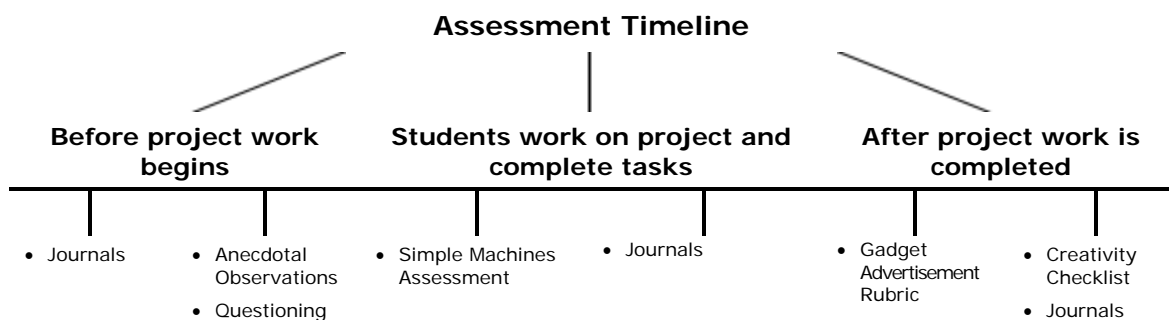 Assessment Timeline
Before project work
begins
Students work on project and
complete tasks
After project work is
completed
• Journals
• Anecdotal
Observations
• Questioning
• Simple Machines
Assessment
• Journals
• Gadget
Advertisement
Rubric
• Creativity
Checklist
• Journals